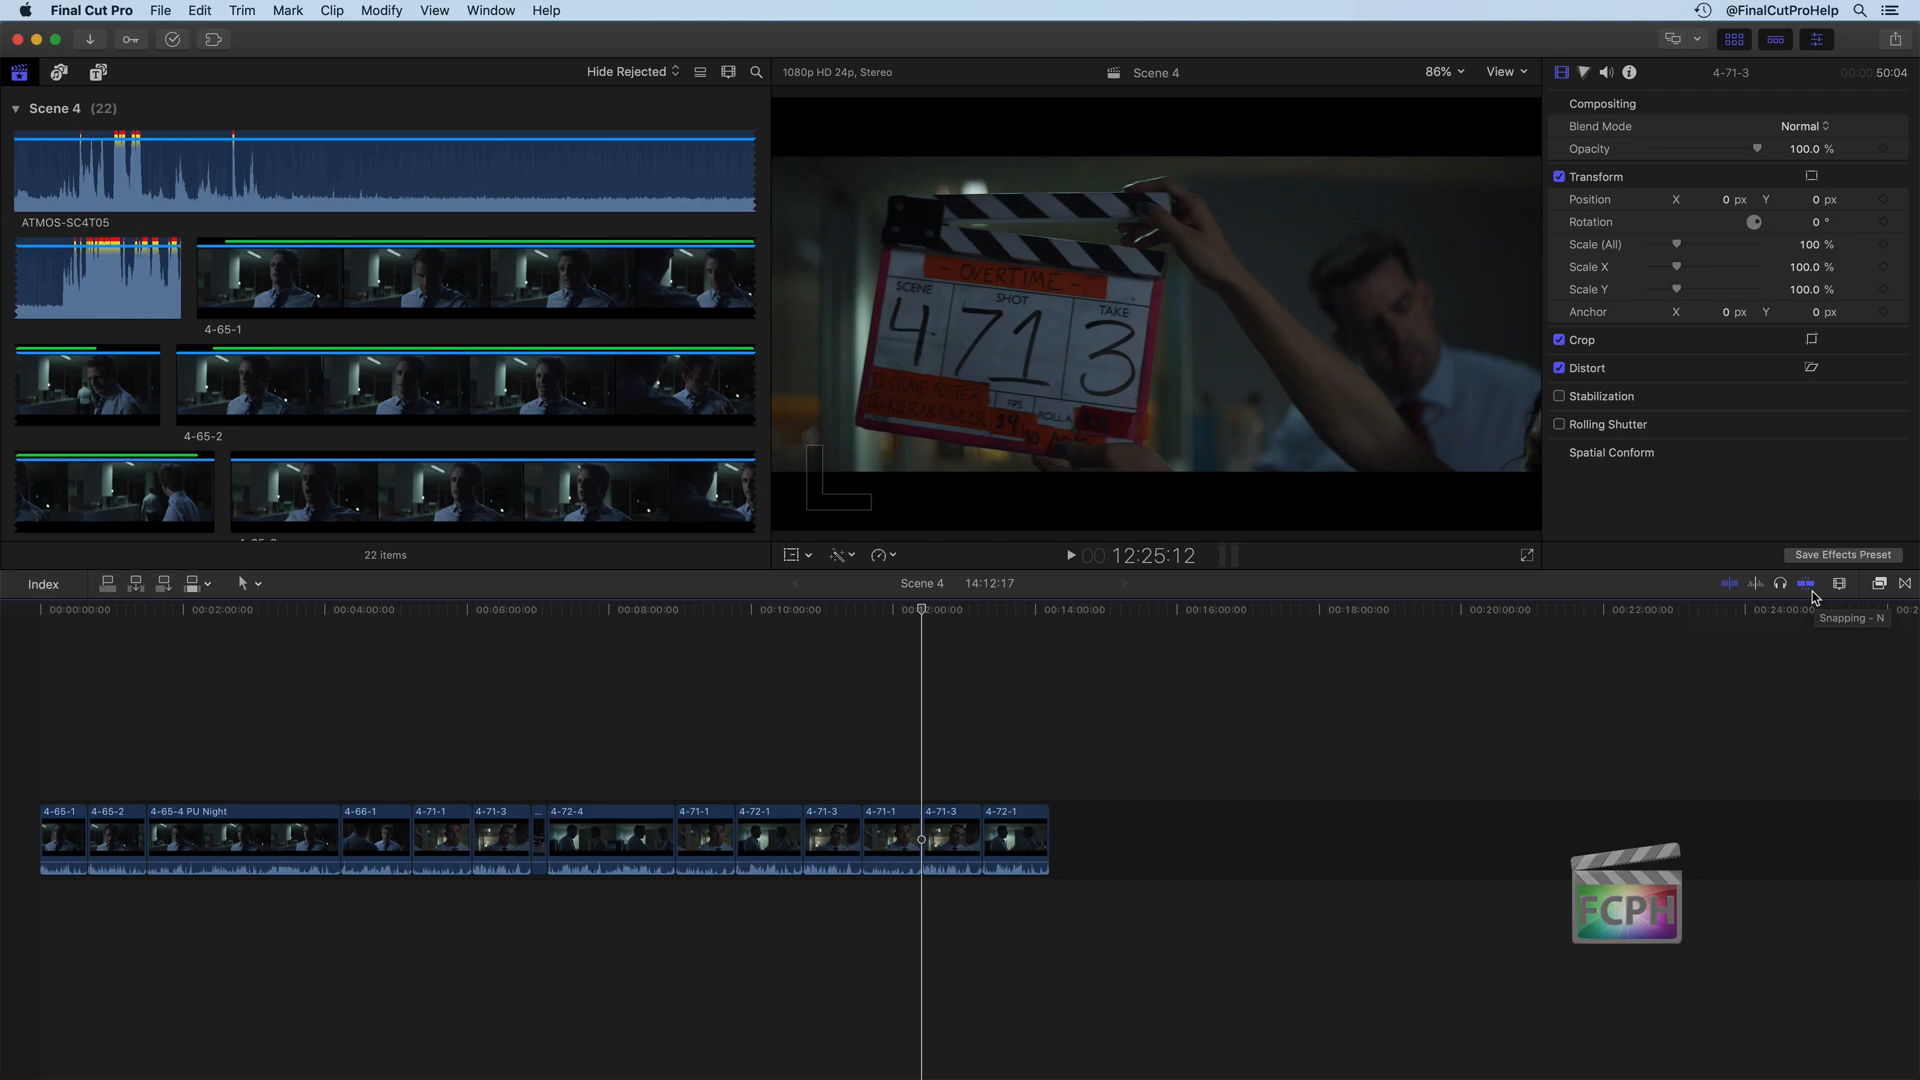 Final Cut Pro File Edit Trim Mark Clip Modify View Window Help @FinalCutProHelp
Hide Rejected 1080p HD 24p, Stereo Scene 4 86% View 4-71-3 00:00:50:04
Scene 4 (22)
ATMOS-SC4T05
4-65-1
4-65-2
22 items
- OVERTIME -
SCENE SHOT TAKE
4 71 3
FPS
00:12:25:12
Compositing
Blend Mode Normal
Opacity 100.0 %
Transform
Position X 0 px Y 0 px
Rotation 0 °
Scale (All) 100 %
Scale X 100.0 %
Scale Y 100.0 %
Anchor X 0 px Y 0 px
Crop
Distort
Stabilization
Rolling Shutter
Spatial Conform
Save Effects Preset
Index Scene 4 14:12:17
00:00:00:00 00:02:00:00 00:04:00:00 00:06:00:00 00:08:00:00 00:10:00:00 00:12:00:00 00:14:00:00 00:16:00:00 00:18:00:00 00:20:00:00 00:22:00:00 00:24:00:00
Snapping - N
4-65-1 4-65-2 4-65-4 PU Night 4-66-1 4-71-1 4-71-3 ... 4-72-4 4-71-1 4-72-1 4-71-3 4-71-1 4-71-3 4-72-1
FCPH